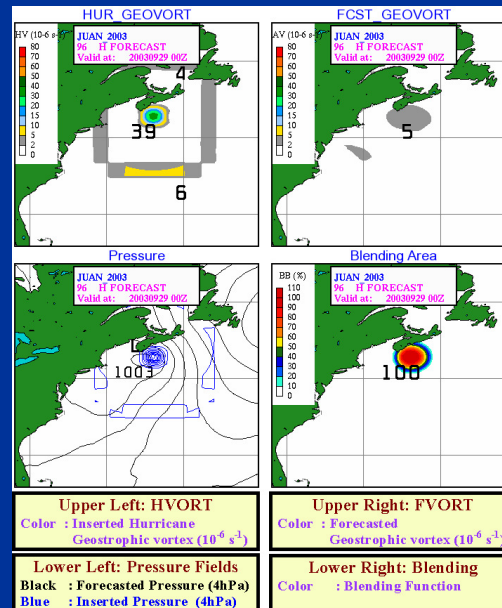 HUR_GEOVORT
HV (10-6 s-1)
80
70
60
50
40
30
20
15
10
5
2
0
JUAN 2003
96 H FORECAST
Valid at: 20030929 00Z
4
39
6
FCST_GEOVORT
AV (10-6 s-1)
80
70
60
50
40
30
20
15
10
5
2
0
JUAN 2003
96 H FORECAST
Valid at: 20030929 00Z
5
Pressure
JUAN 2003
96 H FORECAST
Valid at: 20030929 00Z
L
1003
Blending Area
BB (%)
110
100
90
80
70
60
50
40
30
20
10
0
JUAN 2003
96 H FORECAST
Valid at: 20030929 00Z
100
Upper Left: HVORT
Color : Inserted Hurricane
Geostrophic vortex (10⁻⁶ s⁻¹)
Upper Right: FVORT
Color : Forecasted
Geostrophic vortex (10⁻⁶ s⁻¹)
Lower Left: Pressure Fields
Black : Forecasted Pressure (4hPa)
Blue : Inserted Pressure (4hPa)
Lower Right: Blending
Color : Blending Function